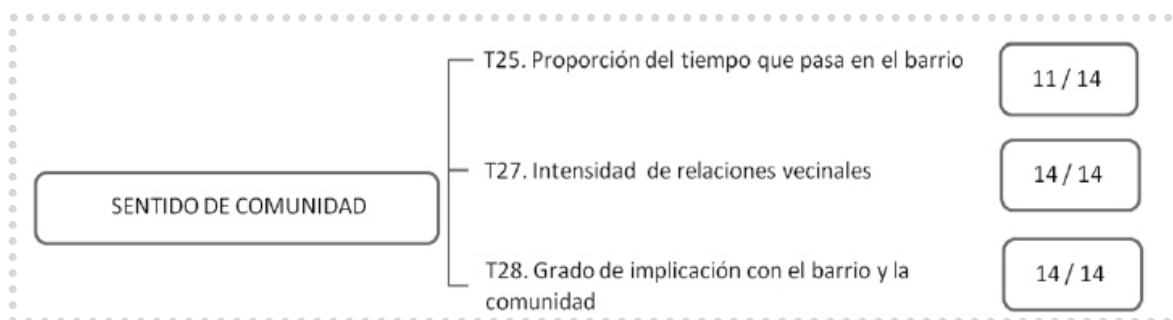 T25. Proporción del tiempo que pasa en el barrio
11 / 14
T27. Intensidad de relaciones vecinales
14 / 14
SENTIDO DE COMUNIDAD
T28. Grado de implicación con el barrio y la
comunidad
14 / 14